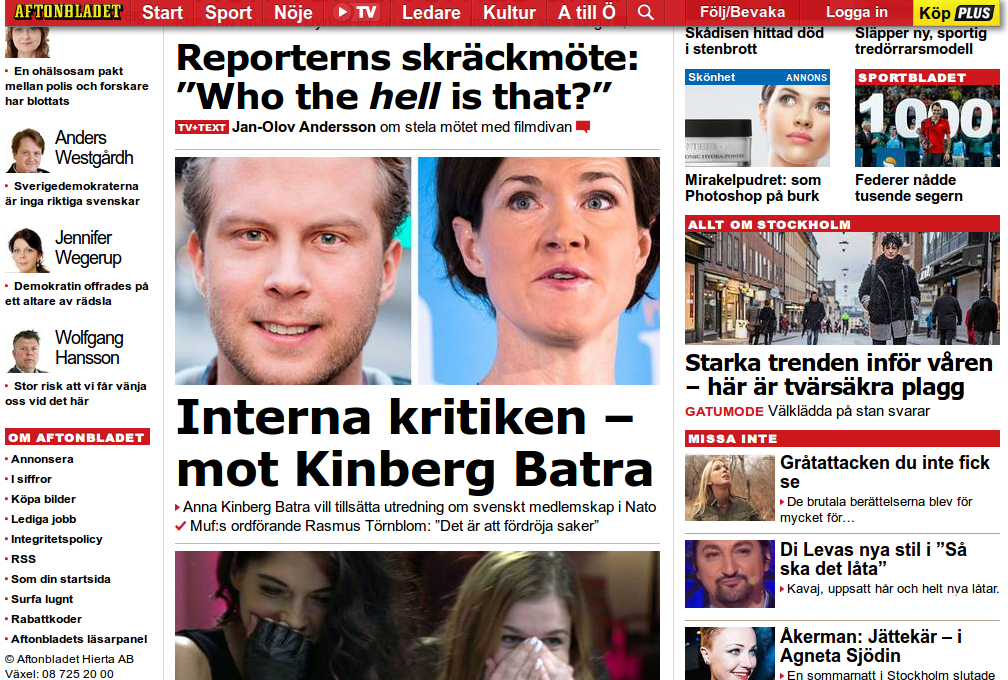 AFTONBLADET Start Sport Nöje TV Ledare Kultur A till Ö Följ/Bevaka Logga in Köp PLUS
En ohälsosam pakt
mellan polis och forskare
har blottats
Anders
Westgårdh
Sverigedemokraterna
är inga riktiga svenskar
Jennifer
Wegerup
Demokratin offrades på
ett altare av rädsla
Wolfgang
Hansson
Stor risk att vi får vänja
oss vid det här
OM AFTONBLADET
Annonsera
I siffror
Köpa bilder
Lediga jobb
Integritetspolicy
RSS
Som din startsida
Surfa lugnt
Rabattkoder
Aftonbladets läsarpanel
© Aftonbladet Hierta AB
Växel: 08 725 20 00
Reporterns skräckmöte:
”Who the hell is that?”
TV+TEXT Jan-Olov Andersson om stela mötet med filmdivan
Interna kritiken –
mot Kinberg Batra
Anna Kinberg Batra vill tillsätta utredning om svenskt medlemskap i Nato
Muf:s ordförande Rasmus Törnblom: ”Det är att fördröja saker”
Skådisen hittad död
i stenbrott
Släpper ny, sportig
tredörrarsmodell
Skönhet ANNONS
Mirakelpudret: som
Photoshop på burk
SPORTBLADET
1000
Federer nådde
tusende segern
ALLT OM STOCKHOLM
Starka trenden inför våren
– här är tvärsäkra plagg
GATUMODE Välklädda på stan svarar
MISSA INTE
Gråtattacken du inte fick
se
De brutala berättelserna blev för
mycket för…
Di Levas nya stil i ”Så
ska det låta”
Kavaj, uppsatt hår och helt nya låtar.
Åkerman: Jättekär – i
Agneta Sjödin
En sommarnatt i Stockholm slutade